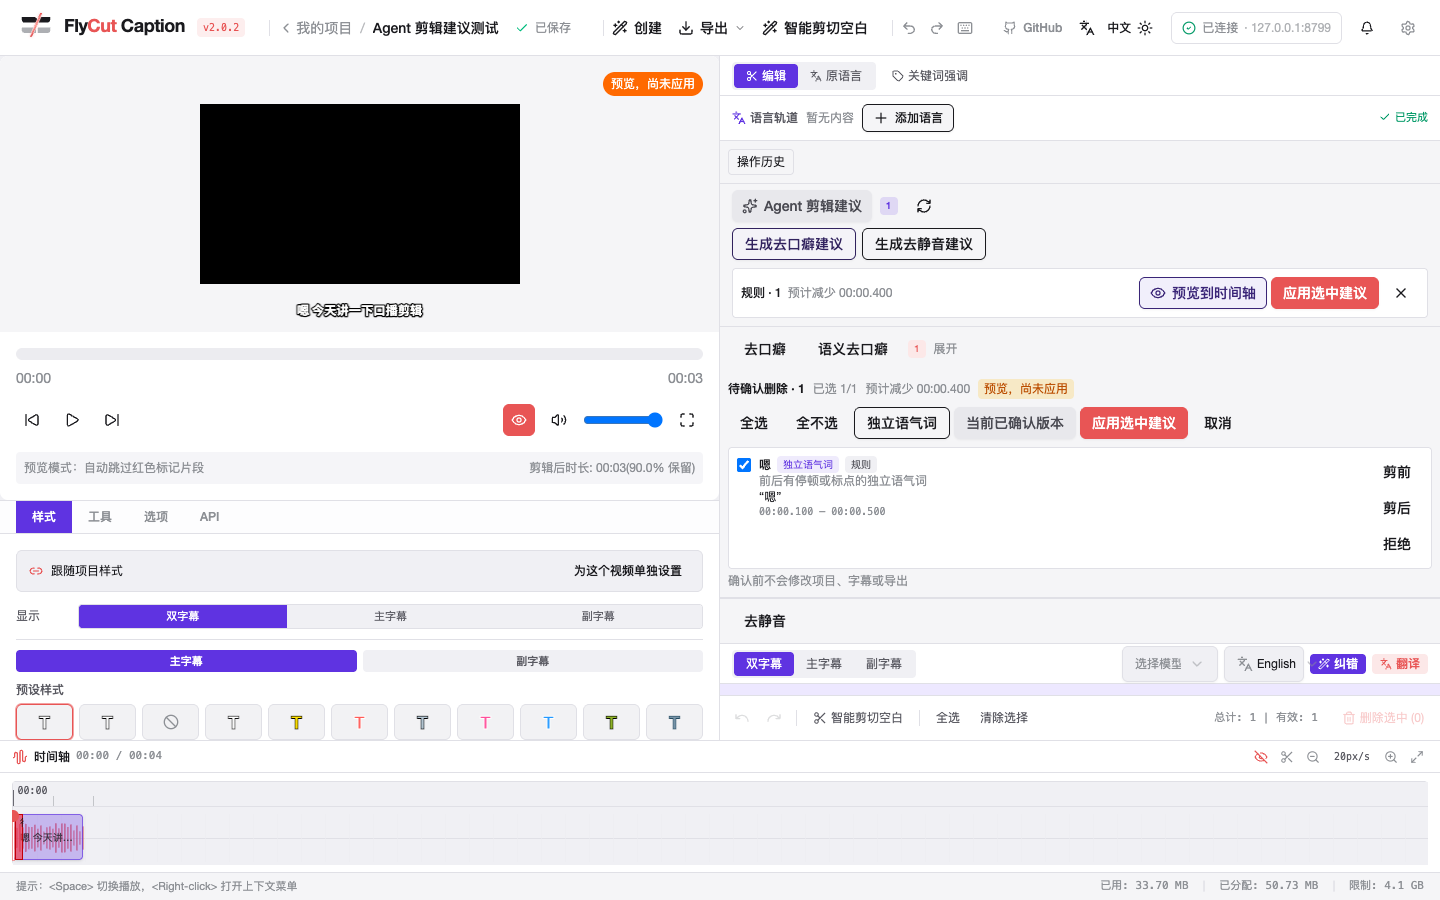 FlyCut Caption v2.0.2 我的项目 / Agent 剪辑建议测试 已保存 创建 导出 智能剪切空白 GitHub 中文 已连接 · 127.0.0.1:8799
预览，尚未应用
嗯 今天讲一下口播剪辑
00:00 00:03
预览模式：自动跳过红色标记片段 剪辑后时长: 00:03(90.0% 保留)
样式 工具 选项 API
跟随项目样式 为这个视频单独设置
显示 双字幕 主字幕 副字幕
主字幕 副字幕
预设样式
T T T T T T T T T T
编辑 原语言 关键词强调
语言轨道 暂无内容 添加语言 已完成
操作历史
Agent 剪辑建议 1
生成去口癖建议 生成去静音建议
规则 · 1 预计减少 00:00.400 预览到时间轴 应用选中建议
去口癖 语义去口癖 1 展开
待确认删除 · 1 已选 1/1 预计减少 00:00.400 预览，尚未应用
全选 全不选 独立语气词 当前已确认版本 应用选中建议 取消
嗯 独立语气词 规则
前后有停顿或标点的独立语气词
“嗯”
00:00.100 — 00:00.500
剪前
剪后
拒绝
确认前不会修改项目、字幕或导出
去静音
双字幕 主字幕 副字幕 选择模型 English 纠错 翻译
智能剪切空白 全选 清除选择 总计: 1 | 有效: 1 删除选中 (0)
时间轴 00:00 / 00:04 20px/s
00:00
嗯 今天讲...
提示: <Space> 切换播放，<Right-click> 打开上下文菜单 已用: 33.70 MB 已分配: 50.73 MB 限制: 4.1 GB